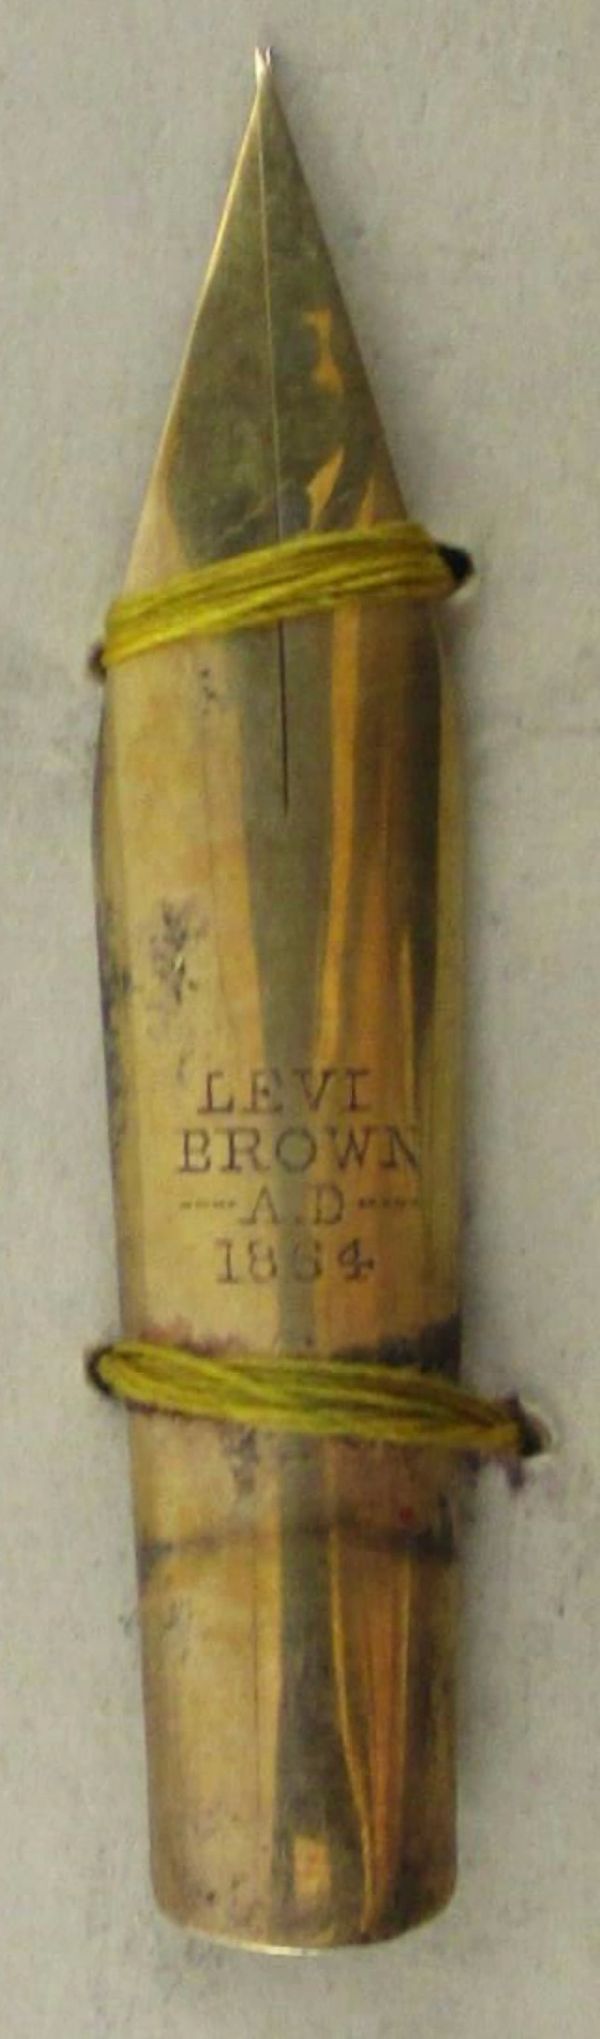 LEVI
BROWN
----A.D----
1864